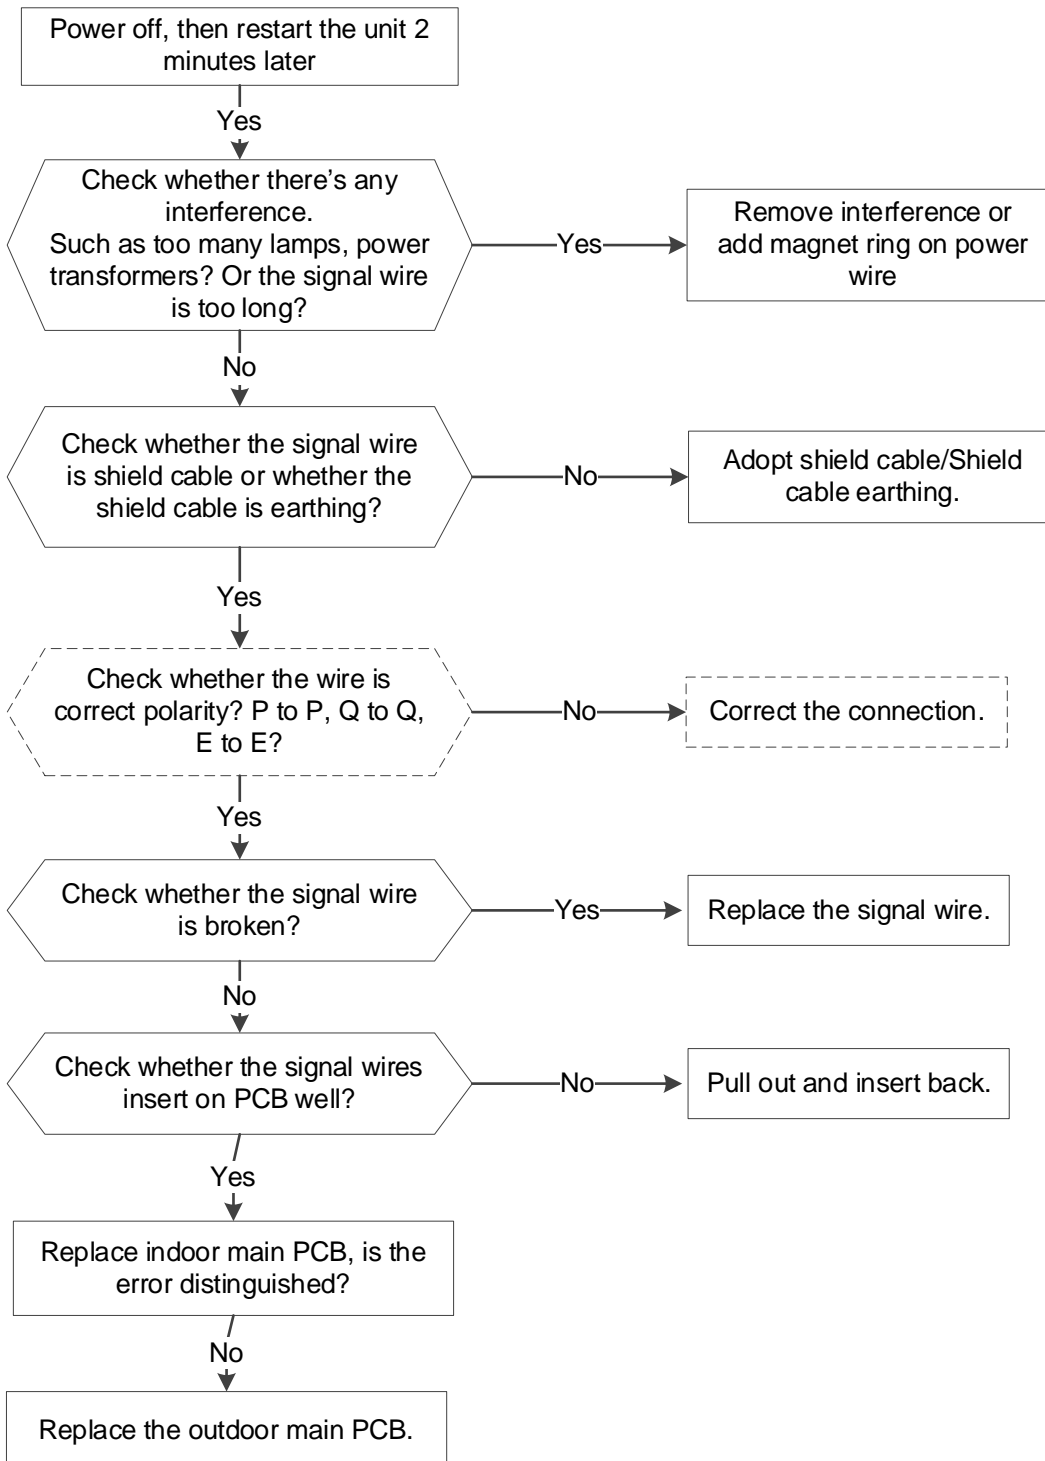 Power off, then restart the unit 2
minutes later
Yes
Check whether there’s any
interference.
Such as too many lamps, power
transformers? Or the signal wire
is too long?
Yes
Remove interference or
add magnet ring on power
wire
No
Check whether the signal wire
is shield cable or whether the
shield cable is earthing?
No
Adopt shield cable/Shield
cable earthing.
Yes
Check whether the wire is
correct polarity? P to P, Q to Q,
E to E?
No
Correct the connection.
Yes
Check whether the signal wire
is broken?
Yes
Replace the signal wire.
No
Check whether the signal wires
insert on PCB well?
No
Pull out and insert back.
Yes
Replace indoor main PCB, is the
error distinguished?
No
Replace the outdoor main PCB.